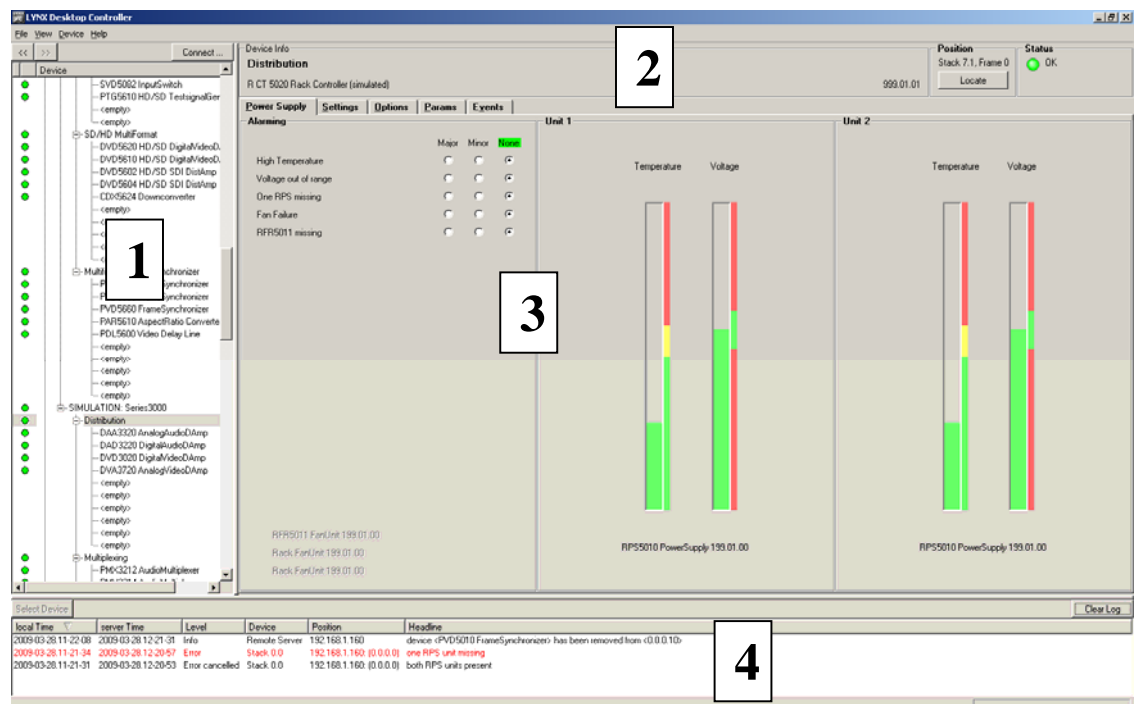 LYNX Desktop Controller
File View Device Help
<< >> Connect ...
Device
SVD5082 InputSwitch
PTG5610 HD/SD TestsignalGer
<empty>
<empty>
SD/HD MultiFormat
DVD5620 HD/SD DigitalVideoD.
DVD5610 HD/SD DigitalVideoD.
DVD5602 HD/SD SDI DistAmp
DVD5604 HD/SD SDI DistAmp
CDX5624 Downconverter
<empty>
1
PVD5660 FrameSynchronizer
PAR5610 AspectRatio Converte
PDL5600 Video Delay Line
<empty>
<empty>
<empty>
<empty>
<empty>
SIMULATION: Series3000
Distribution
DAA3320 AnalogAudioDAmp
DAD3220 DigitalAudioDAmp
DVD3020 DigitalVideoDAmp
DVA3720 AnalogVideoDAmp
<empty>
<empty>
<empty>
<empty>
<empty>
<empty>
Multiplexing
PMX3212 AudioMultiplexer
Device Info
Distribution
R CT 5020 Rack Controller (simulated)
999.01.01
2
Position
Stack 7.1, Frame 0
Locate
Status
OK
Power Supply Settings Options Params Events
Alarming
Major Minor None
High Temperature
Voltage out of range
One RPS missing
Fan Failure
RFR5011 missing
RFR5011 FanUnit 199.01.00
Rack FanUnit 199.01.00
Rack FanUnit 199.01.00
3
Unit 1
Temperature Voltage
RPS5010 PowerSupply 199.01.00
Unit 2
Temperature Voltage
RPS5010 PowerSupply 199.01.00
Select Device Clear Log
local Time server Time Level Device Position Headline
2009-03-28.11-22-08 2009-03-28.12-21-31 Info Remote Server 192.168.1.160 device <PVD5010 FrameSynchronizer> has been removed from <0.0.0.10>
2009-03-28.11-21-34 2009-03-28.12-20-57 Error Stack 0.0 192.168.1.160: (0.0.0.0) one RPS unit missing
2009-03-28.11-21-31 2009-03-28.12-20-53 Error cancelled Stack 0.0 192.168.1.160: (0.0.0.0) both RPS units present
4